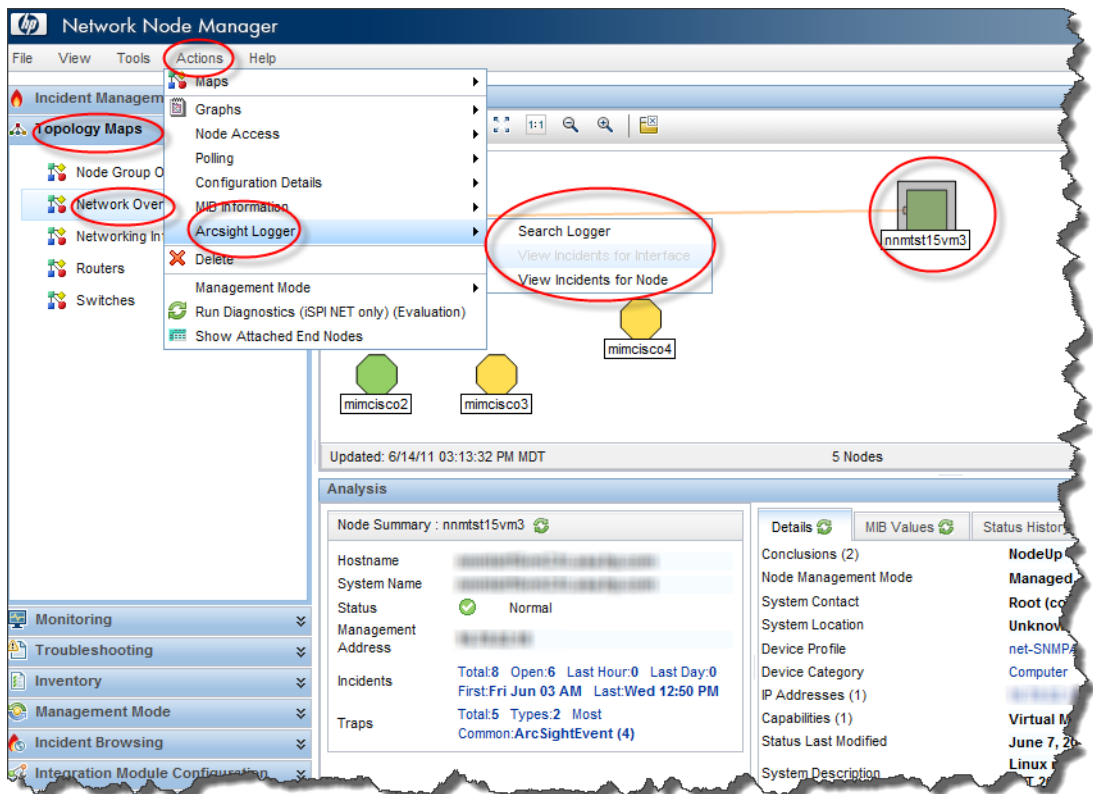 hp Network Node Manager
File View Tools Actions Help
Maps
Graphs
Node Access
Polling
Configuration Details
MIB Information
Arcsight Logger
Delete
Management Mode
Run Diagnostics (iSPI NET only) (Evaluation)
Show Attached End Nodes
Search Logger
View Incidents for Interface
View Incidents for Node
Incident Managem
Topology Maps
Node Group O
Network Over
Networking In
Routers
Switches
1:1
nnmtst15vm3
mimcisco4
mimcisco2
mimcisco3
Updated: 6/14/11 03:13:32 PM MDT 5 Nodes
Analysis
Node Summary : nnmtst15vm3
Hostname
System Name
Status Normal
Management
Address
Incidents Total:8 Open:6 Last Hour:0 Last Day:0
First:Fri Jun 03 AM Last:Wed 12:50 PM
Traps Total:5 Types:2 Most
Common:ArcSightEvent (4)
Details MIB Values Status History
Conclusions (2) NodeUp
Node Management Mode Managed
System Contact Root (co
System Location Unknow
Device Profile net-SNMP
Device Category Computer
IP Addresses (1)
Capabilities (1) Virtual M
Status Last Modified June 7, 20
System Description Linux
Monitoring
Troubleshooting
Inventory
Management Mode
Incident Browsing
Integration Module Configuration